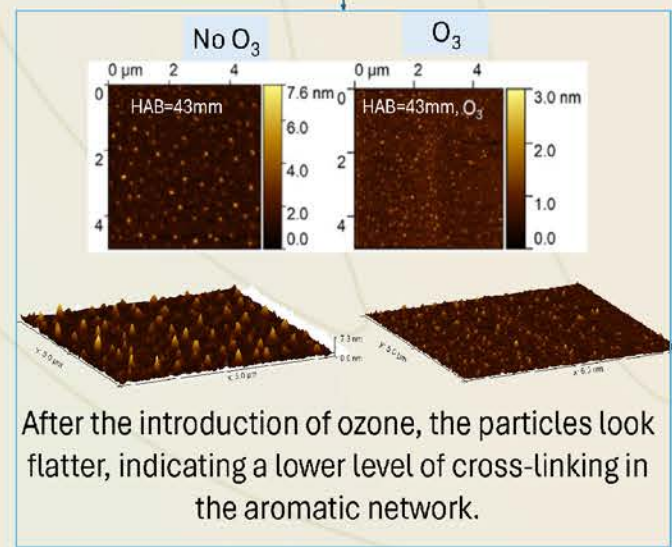 No O₃
O₃
0 µm 2 4
0
2
4
HAB=43mm
7.6 nm
6.0
4.0
2.0
0.0
0 µm 2 4
0
2
4
HAB=43mm, O₃
3.0 nm
2.0
1.0
0.0
x: 5.0 µm
After the introduction of ozone, the particles look
flatter, indicating a lower level of cross-linking in
the aromatic network.